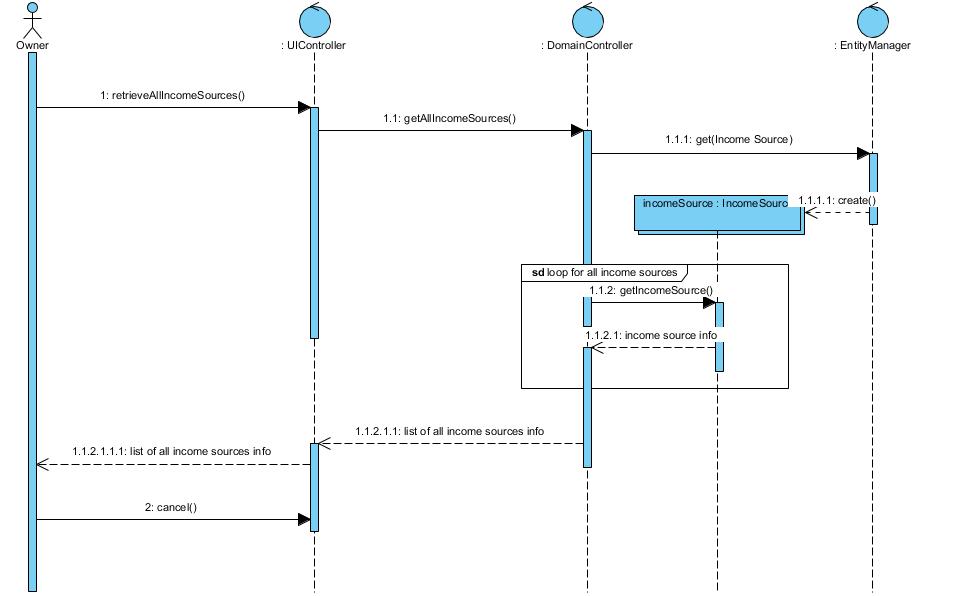 Owner
: UIController
: DomainController
: EntityManager
1: retrieveAllIncomeSources()
1.1: getAllIncomeSources()
1.1.1: get(Income Source)
incomeSource : IncomeSourc
1.1.1.1: create()
sd loop for all income sources
1.1.2: getIncomeSource()
1.1.2.1: income source info
1.1.2.1.1: list of all income sources info
1.1.2.1.1.1: list of all income sources info
2: cancel()